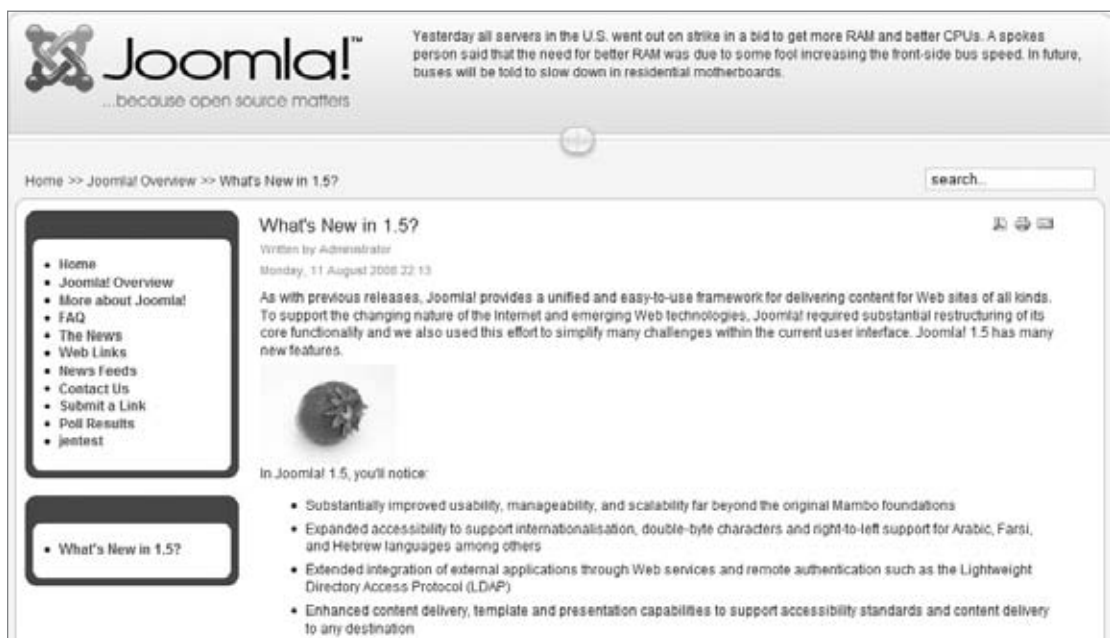 Joomla!™
...because open source matters
Yesterday all servers in the U.S. went out on strike in a bid to get more RAM and better CPUs. A spokes
person said that the need for better RAM was due to some fool increasing the front-side bus speed. In future,
buses will be told to slow down in residential motherboards.
Home >> Joomla! Overview >> What's New in 1.5?
search...
• Home
• Joomla! Overview
• More about Joomla!
• FAQ
• The News
• Web Links
• News Feeds
• Contact Us
• Submit a Link
• Poll Results
• jentest
• What's New in 1.5?
What's New in 1.5?
Written by Administrator
Monday, 11 August 2008 22:13
As with previous releases, Joomla! provides a unified and easy-to-use framework for delivering content for Web sites of all kinds.
To support the changing nature of the Internet and emerging Web technologies, Joomla! required substantial restructuring of its
core functionality and we also used this effort to simplify many challenges within the current user interface. Joomla! 1.5 has many
new features.
In Joomla! 1.5, you'll notice:
• Substantially improved usability, manageability, and scalability far beyond the original Mambo foundations
• Expanded accessibility to support internationalisation, double-byte characters and right-to-left support for Arabic, Farsi,
and Hebrew languages among others
• Extended integration of external applications through Web services and remote authentication such as the Lightweight
Directory Access Protocol (LDAP)
• Enhanced content delivery, template and presentation capabilities to support accessibility standards and content delivery
to any destination